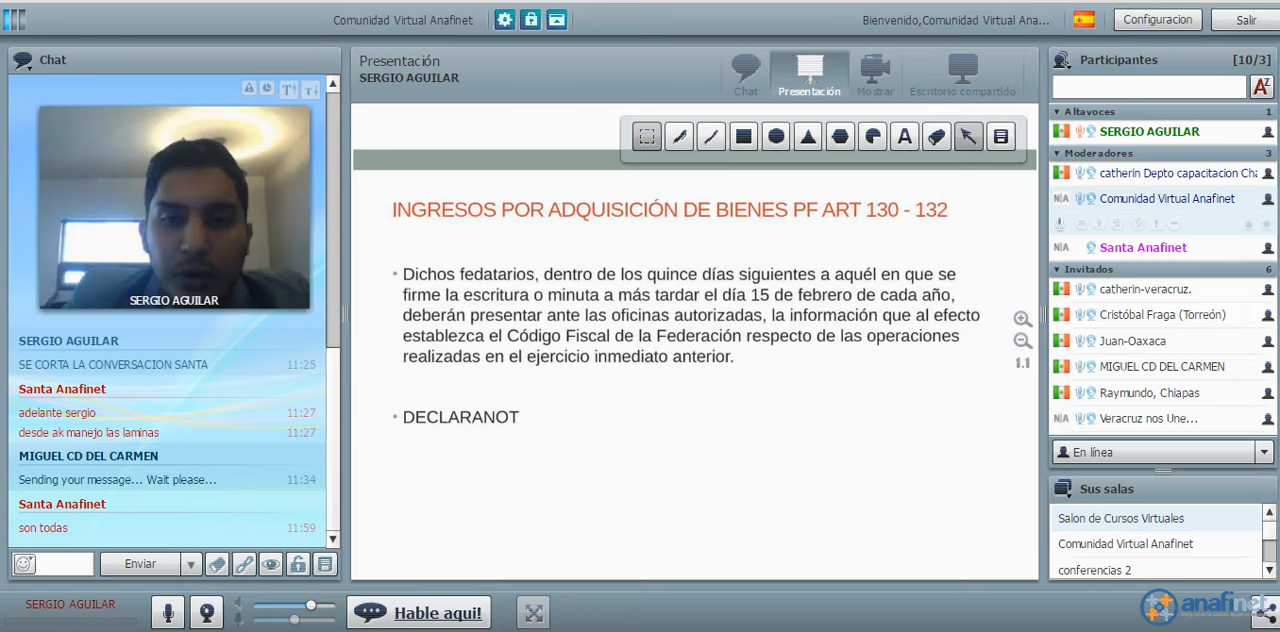 Comunidad Virtual Anafinet
Bienvenido,Comunidad Virtual Ana...
Configuracion
Salir
Chat
SERGIO AGUILAR
SERGIO AGUILAR
SE CORTA LA CONVERSACION SANTA 11:25
Santa Anafinet
adelante sergio 11:27
desde ak manejo las laminas 11:27
MIGUEL CD DEL CARMEN
Sending your message... Wait please... 11:34
Santa Anafinet
son todas 11:59
Enviar
Presentación
SERGIO AGUILAR
Chat
Presentación
Mostrar
Escritorio compartido
INGRESOS POR ADQUISICIÓN DE BIENES PF ART 130 - 132
• Dichos fedatarios, dentro de los quince días siguientes a aquél en que se
firme la escritura o minuta a más tardar el día 15 de febrero de cada año,
deberán presentar ante las oficinas autorizadas, la información que al efecto
establezca el Código Fiscal de la Federación respecto de las operaciones
realizadas en el ejercicio inmediato anterior.
• DECLARANOT
1.1
Participantes [10/3]
Altavoces 1
SERGIO AGUILAR
Moderadores 3
catherin Depto capacitacion Cha
N/A Comunidad Virtual Anafinet
N/A Santa Anafinet
Invitados 6
catherin-veracruz.
Cristóbal Fraga (Torreón)
Juan-Oaxaca
MIGUEL CD DEL CARMEN
Raymundo, Chiapas
N/A Veracruz nos Une...
En línea
Sus salas
Salon de Cursos Virtuales
Comunidad Virtual Anafinet
conferencias 2
SERGIO AGUILAR
Hable aqui!
anafinet